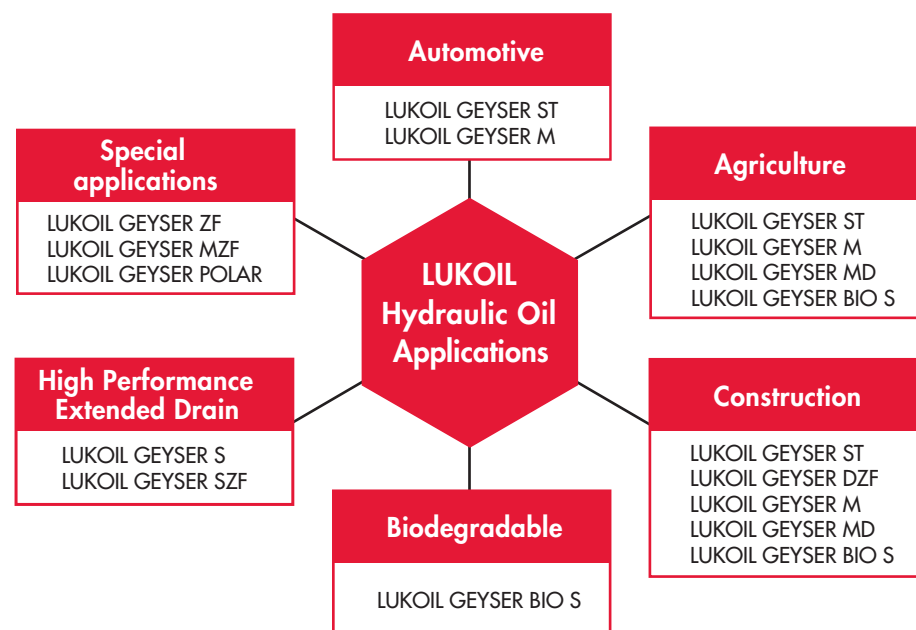 Automotive
LUKOIL GEYSER ST
LUKOIL GEYSER M
Special
applications
LUKOIL GEYSER ZF
LUKOIL GEYSER MZF
LUKOIL GEYSER POLAR
Agriculture
LUKOIL GEYSER ST
LUKOIL GEYSER M
LUKOIL GEYSER MD
LUKOIL GEYSER BIO S
LUKOIL
Hydraulic Oil
Applications
High Performance
Extended Drain
LUKOIL GEYSER S
LUKOIL GEYSER SZF
Construction
LUKOIL GEYSER ST
LUKOIL GEYSER DZF
LUKOIL GEYSER M
LUKOIL GEYSER MD
LUKOIL GEYSER BIO S
Biodegradable
LUKOIL GEYSER BIO S